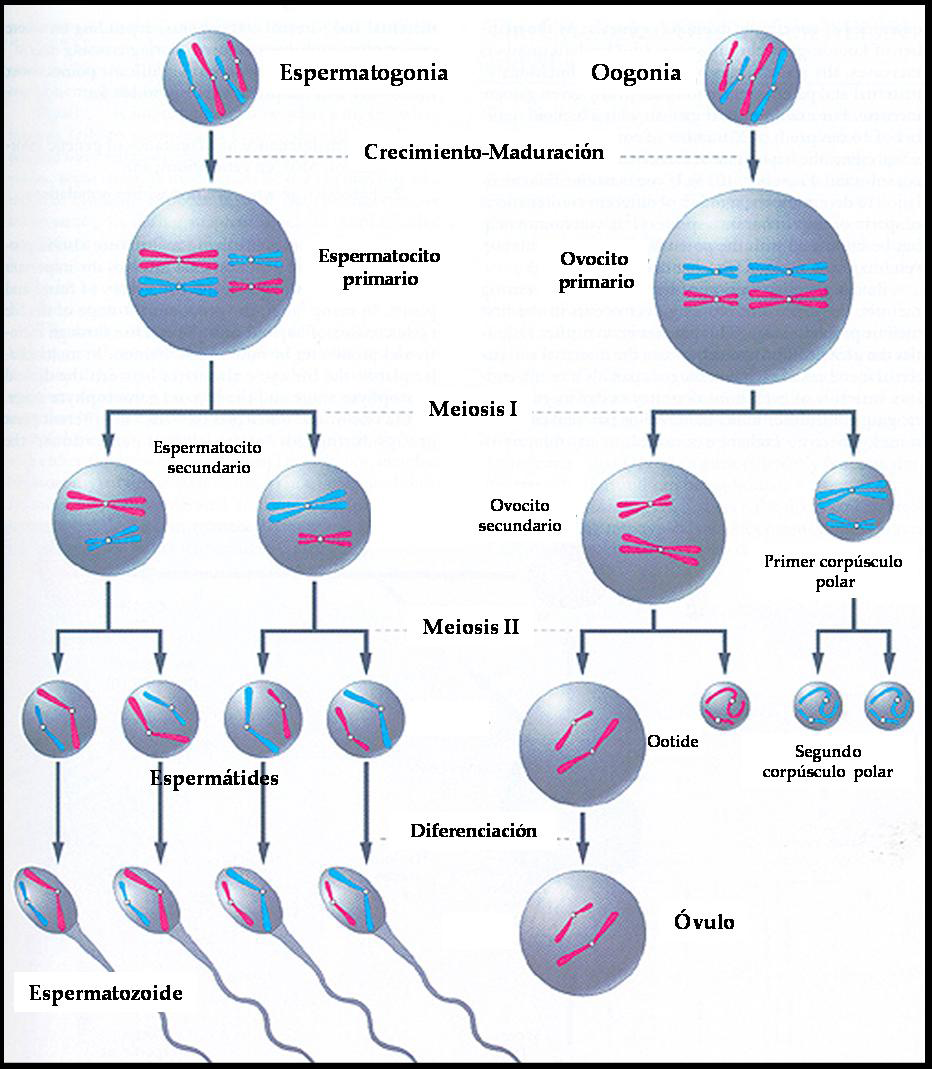 Espermatogonia
Oogonia
Crecimiento-Maduración
Espermatocito
primario
Ovocito
primario
Meiosis I
Espermatocito
secundario
Ovocito
secundario
Primer corpúsculo
polar
Meiosis II
Ootide
Segundo
corpúsculo polar
Espermátides
Diferenciación
Óvulo
Espermatozoide